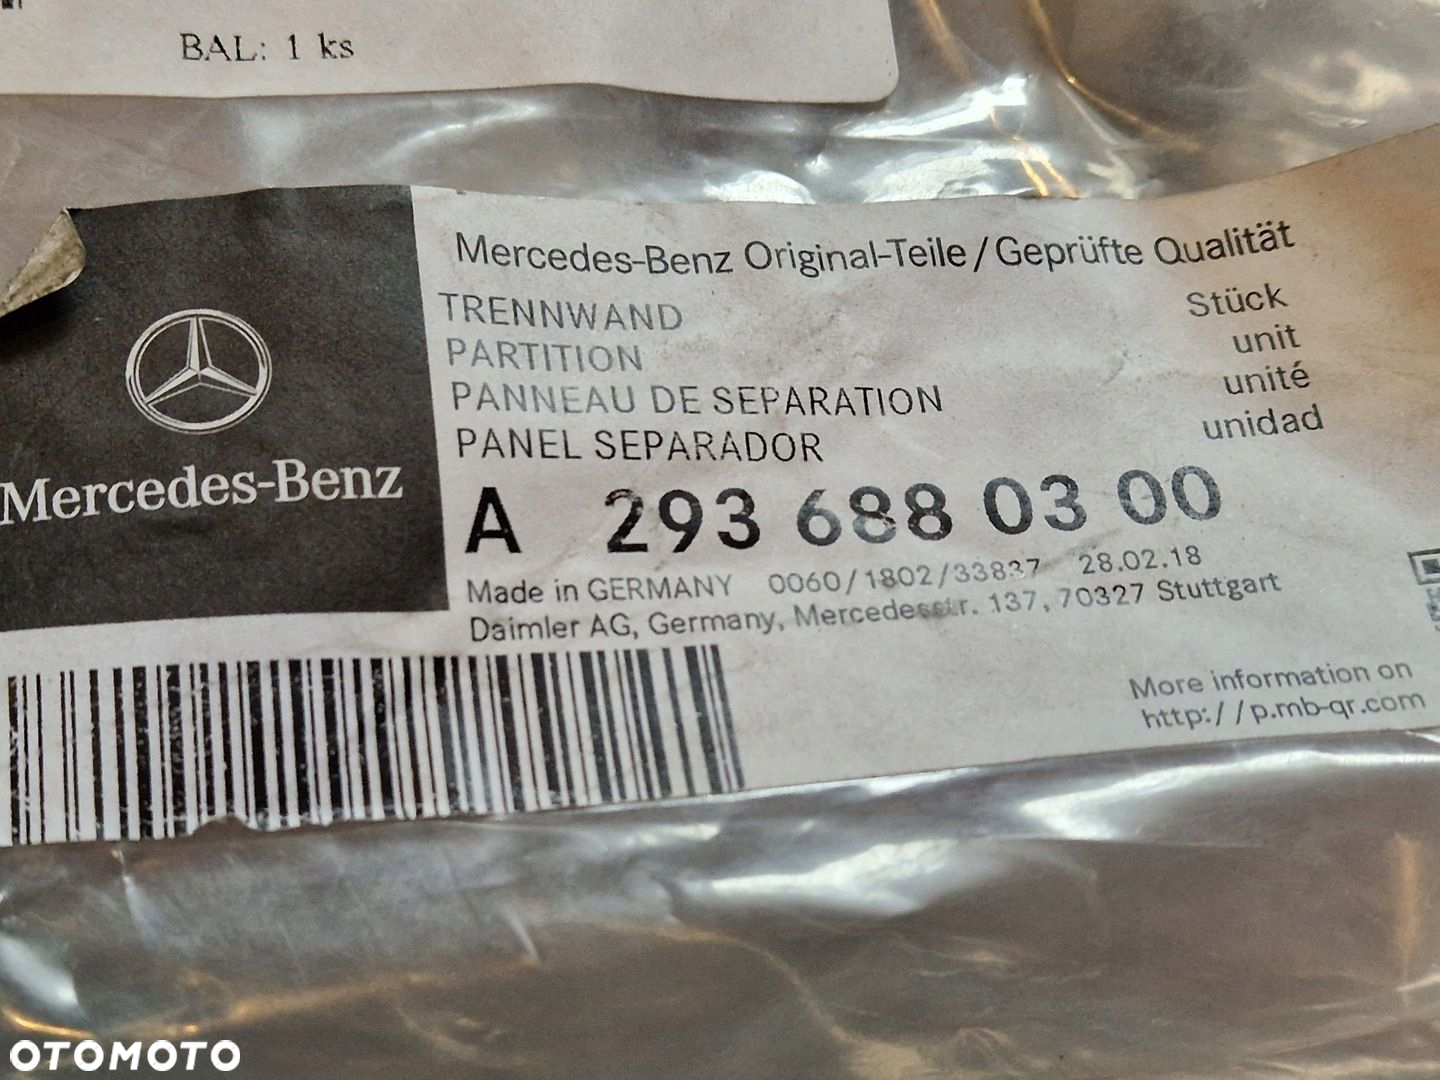 BAL: 1 ks
Mercedes-Benz Original-Teile / Geprüfte Qualität
TRENNWAND Stück
PARTITION unit
PANNEAU DE SEPARATION unité
PANEL SEPARADOR unidad
Mercedes-Benz
A 293 688 03 00
Made in GERMANY 0060/1802/33837 28.02.18
Daimler AG, Germany, Mercedesstr. 137, 70327 Stuttgart
More information on
http://p.mb-qr.com
OTOMOTO